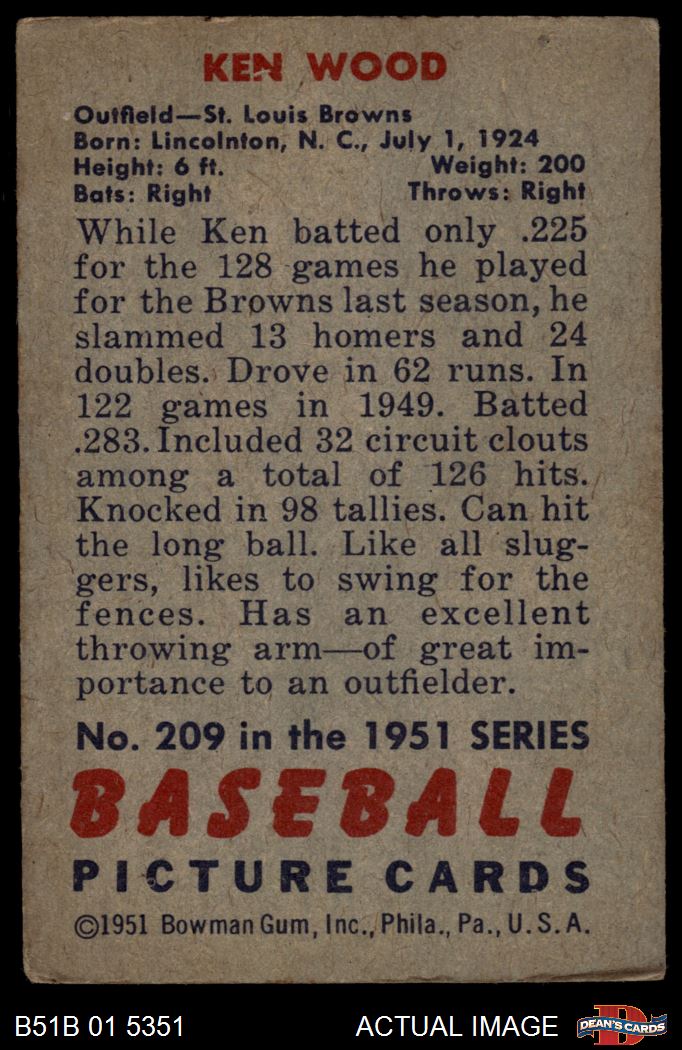 KEN WOOD
Outfield—St. Louis Browns
Born: Lincolnton, N. C., July 1, 1924
Height: 6 ft. Weight: 200
Bats: Right Throws: Right
While Ken batted only .225
for the 128 games he played
for the Browns last season, he
slammed 13 homers and 24
doubles. Drove in 62 runs. In
122 games in 1949. Batted
.283. Included 32 circuit clouts
among a total of 126 hits.
Knocked in 98 tallies. Can hit
the long ball. Like all slug-
gers, likes to swing for the
fences. Has an excellent
throwing arm—of great im-
portance to an outfielder.
No. 209 in the 1951 SERIES
BASEBALL
PICTURE CARDS
©1951 Bowman Gum, Inc., Phila., Pa., U. S. A.
B51B 01 5351 ACTUAL IMAGE D DEAN'S CARDS